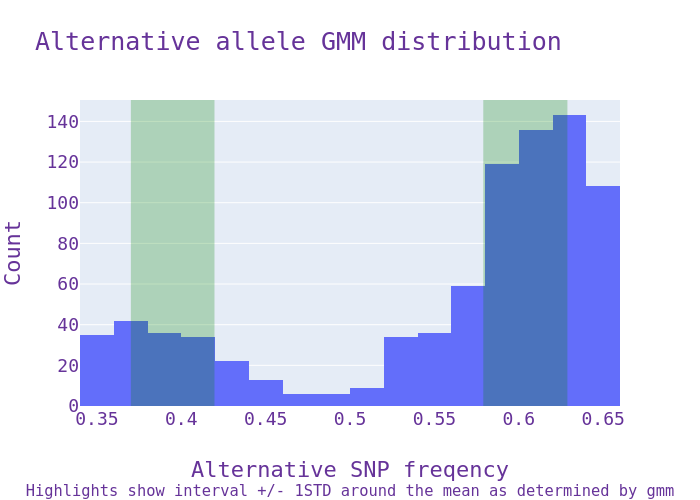 Alternative allele GMM distribution
140
120
100
80
60
40
20
0
Count
0.35 0.4 0.45 0.5 0.55 0.6 0.65
Alternative SNP freqency
Highlights show interval +/- 1STD around the mean as determined by gmm